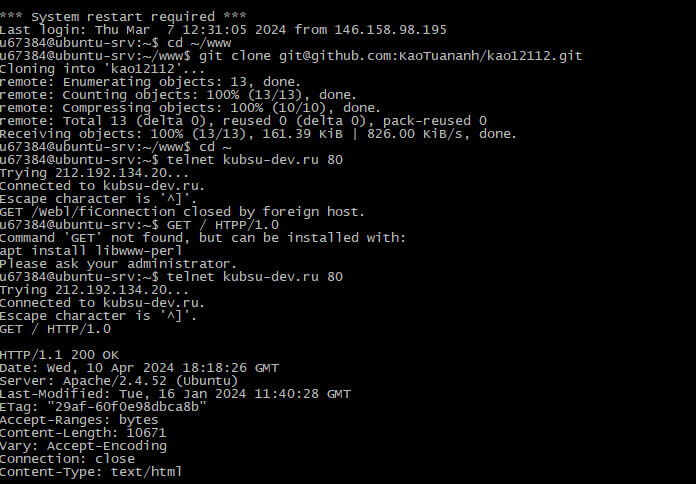 *** System restart required ***
Last login: Thu Mar  7 12:31:05 2024 from 146.158.98.195
u67384@ubuntu-srv:~$ cd ~/www
u67384@ubuntu-srv:~/www$ git clone git@github.com:KaoTuananh/kao12112.git
Cloning into 'kao12112'...
remote: Enumerating objects: 13, done.
remote: Counting objects: 100% (13/13), done.
remote: Compressing objects: 100% (10/10), done.
remote: Total 13 (delta 0), reused 0 (delta 0), pack-reused 0
Receiving objects: 100% (13/13), 161.39 KiB | 826.00 KiB/s, done.
u67384@ubuntu-srv:~/www$ cd ~
u67384@ubuntu-srv:~$ telnet kubsu-dev.ru 80
Trying 212.192.134.20...
Connected to kubsu-dev.ru.
Escape character is '^]'.
GET /Web1/fiConnection closed by foreign host.
u67384@ubuntu-srv:~$ GET / HTPP/1.0
Command 'GET' not found, but can be installed with:
apt install libwww-perl
Please ask your administrator.
u67384@ubuntu-srv:~$ telnet kubsu-dev.ru 80
Trying 212.192.134.20...
Connected to kubsu-dev.ru.
Escape character is '^]'.
GET / HTTP/1.0
HTTP/1.1 200 OK
Date: Wed, 10 Apr 2024 18:18:26 GMT
Server: Apache/2.4.52 (Ubuntu)
Last-Modified: Tue, 16 Jan 2024 11:40:28 GMT
ETag: "29af-60f0e98dbca8b"
Accept-Ranges: bytes
Content-Length: 10671
Vary: Accept-Encoding
Connection: close
Content-Type: text/html